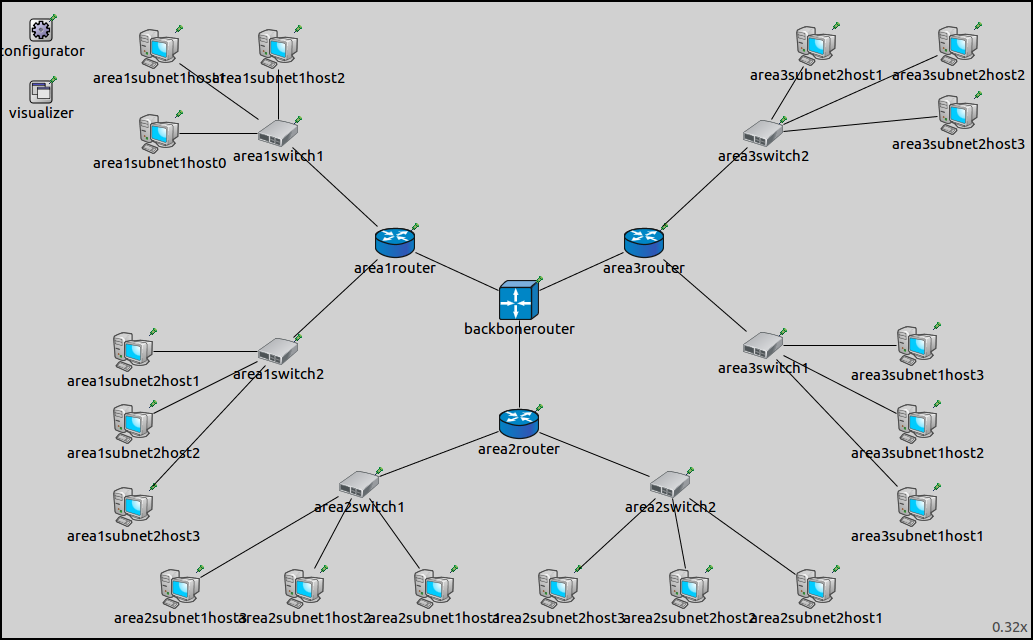 configurator
area1subnet1host1
area1subnet1host2
area3subnet2host1
area3subnet2host2
visualizer
area1subnet1host0
area1switch1
area3switch2
area3subnet2host3
area1router
area3router
backbonerouter
area1subnet2host1
area1switch2
area3switch1
area3subnet1host3
area1subnet2host2
area2router
area3subnet1host2
area1subnet2host3
area2switch1
area2switch2
area3subnet1host1
area2subnet1host3
area2subnet1host2
area2subnet1host1
area2subnet2host3
area2subnet2host2
area2subnet2host1
0.32x